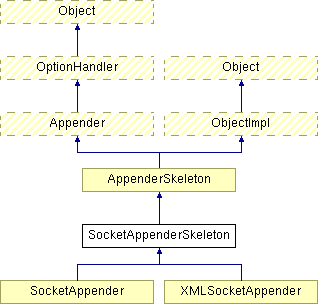 Object
OptionHandler
Object
Appender
ObjectImpl
AppenderSkeleton
SocketAppenderSkeleton
SocketAppender
XMLSocketAppender